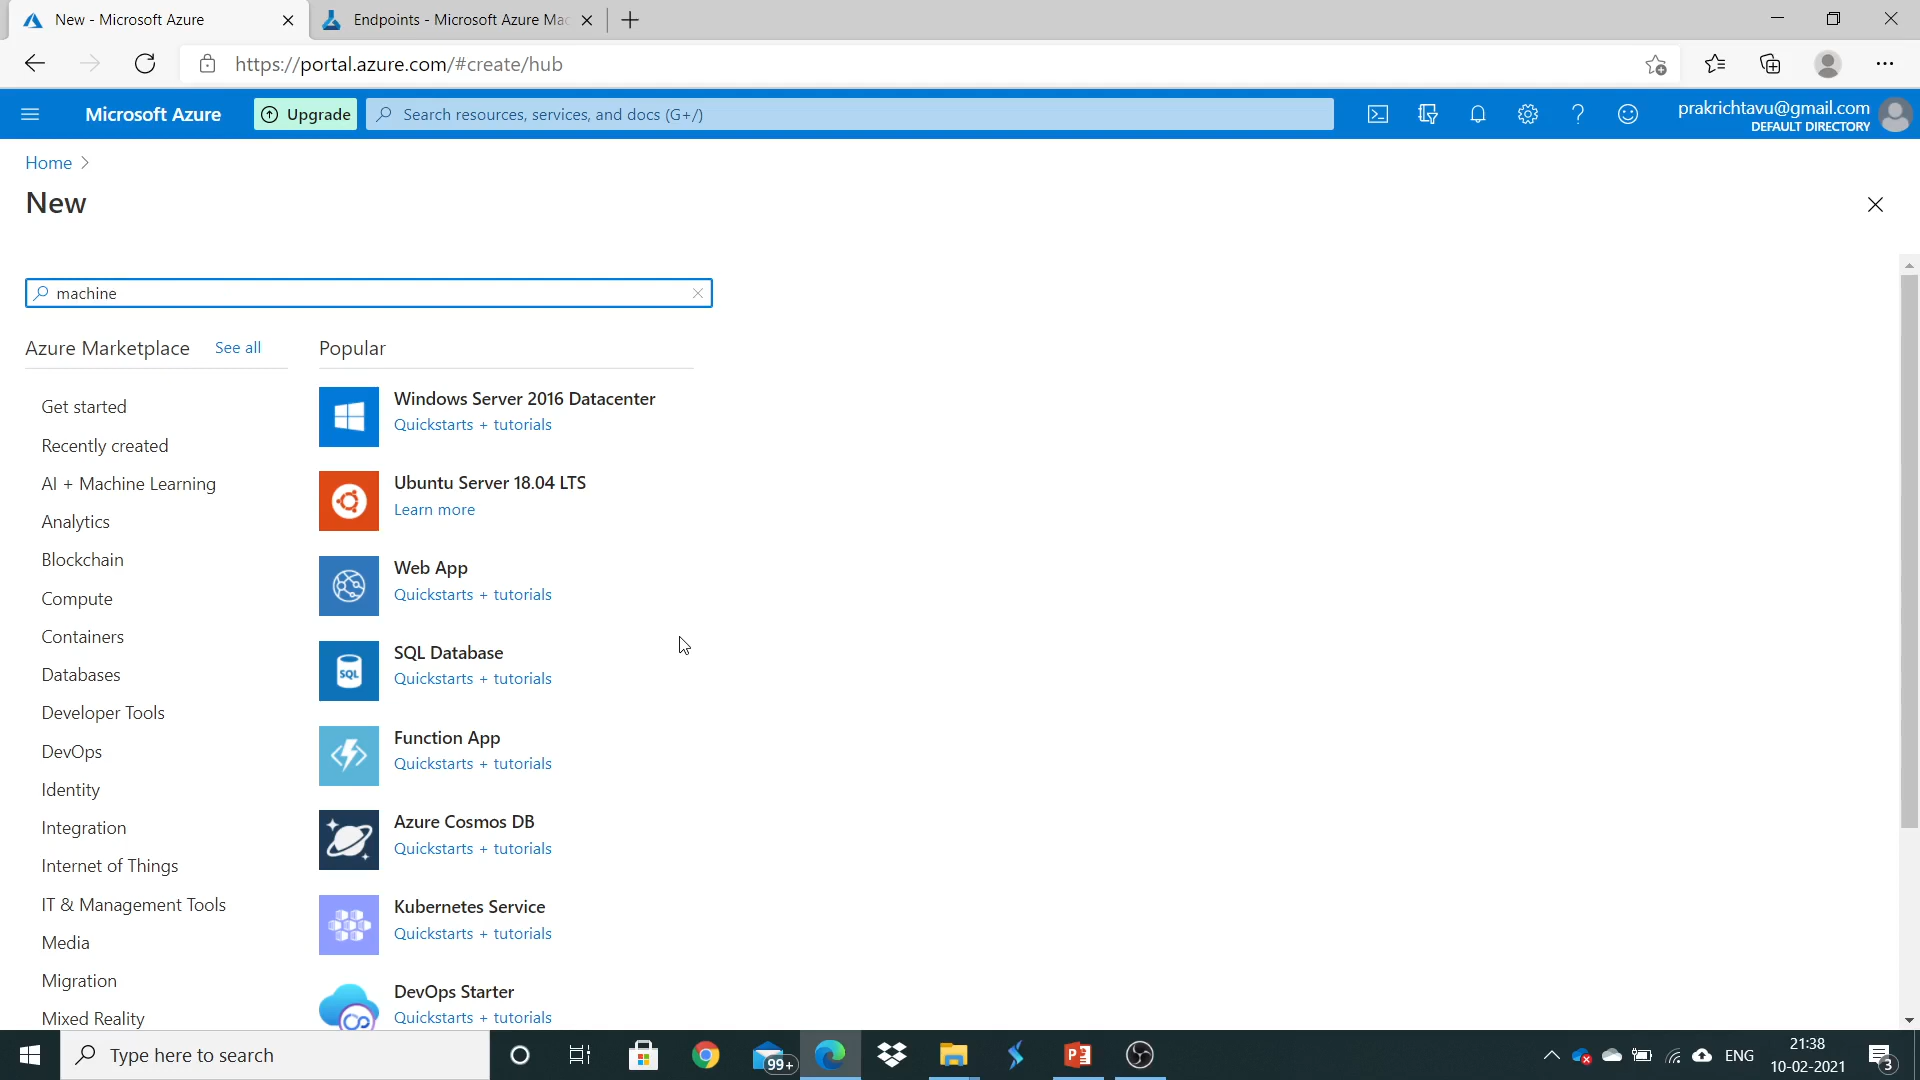 New - Microsoft Azure
Endpoints - Microsoft Azure Mac
https://portal.azure.com/#create/hub
Microsoft Azure
Upgrade
Search resources, services, and docs (G+/)
prakrichtavu@gmail.com
DEFAULT DIRECTORY
Home
New
machine
Azure Marketplace See all
Popular
Get started
Recently created
AI + Machine Learning
Analytics
Blockchain
Compute
Containers
Databases
Developer Tools
DevOps
Identity
Integration
Internet of Things
IT & Management Tools
Media
Migration
Mixed Reality
Windows Server 2016 Datacenter
Quickstarts + tutorials
Ubuntu Server 18.04 LTS
Learn more
Web App
Quickstarts + tutorials
SQL
SQL Database
Quickstarts + tutorials
Function App
Quickstarts + tutorials
Azure Cosmos DB
Quickstarts + tutorials
Kubernetes Service
Quickstarts + tutorials
DevOps Starter
Quickstarts + tutorials
Type here to search
99+
ENG
21:38
10-02-2021
3